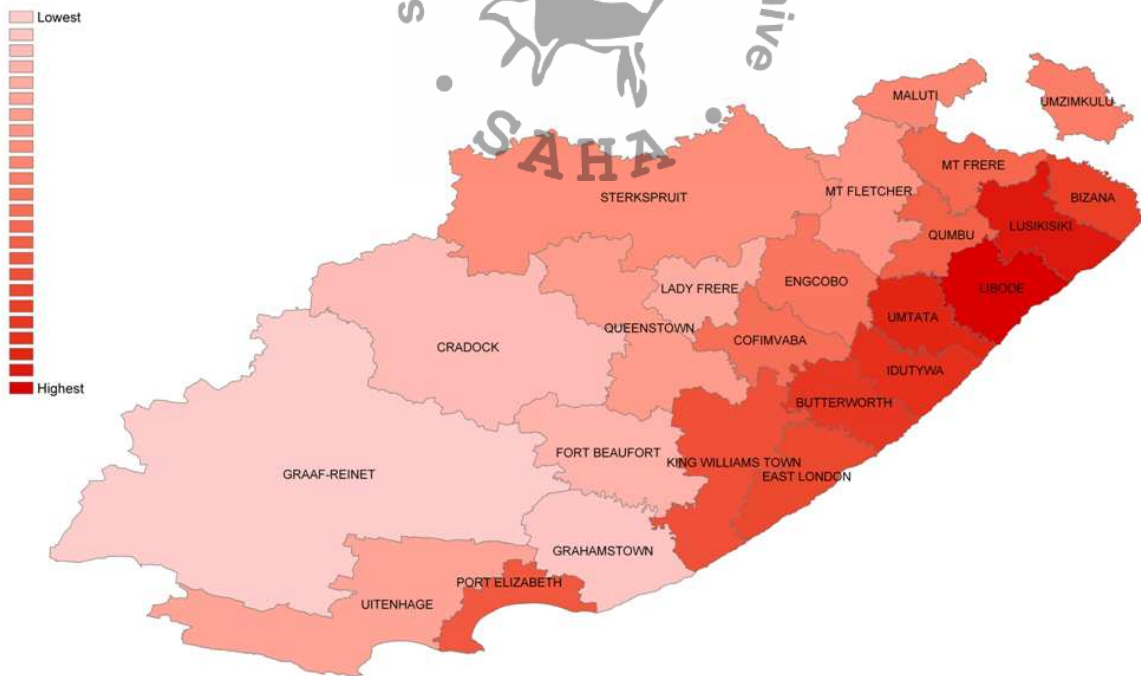 Lowest
Highest
s
ive
• SAHA •
MALUTI
UMZIMKULU
MT FRERE
STERKSPRUIT
MT FLETCHER
BIZANA
LUSIKISIKI
QUMBU
ENGCOBO
LADY FRERE
LIBODE
UMTATA
QUEENSTOWN
COFIMVABA
CRADOCK
IDUTYWA
BUTTERWORTH
FORT BEAUFORT
KING WILLIAMS TOWN
GRAAF-REINET
EAST LONDON
GRAHAMSTOWN
PORT ELIZABETH
UITENHAGE